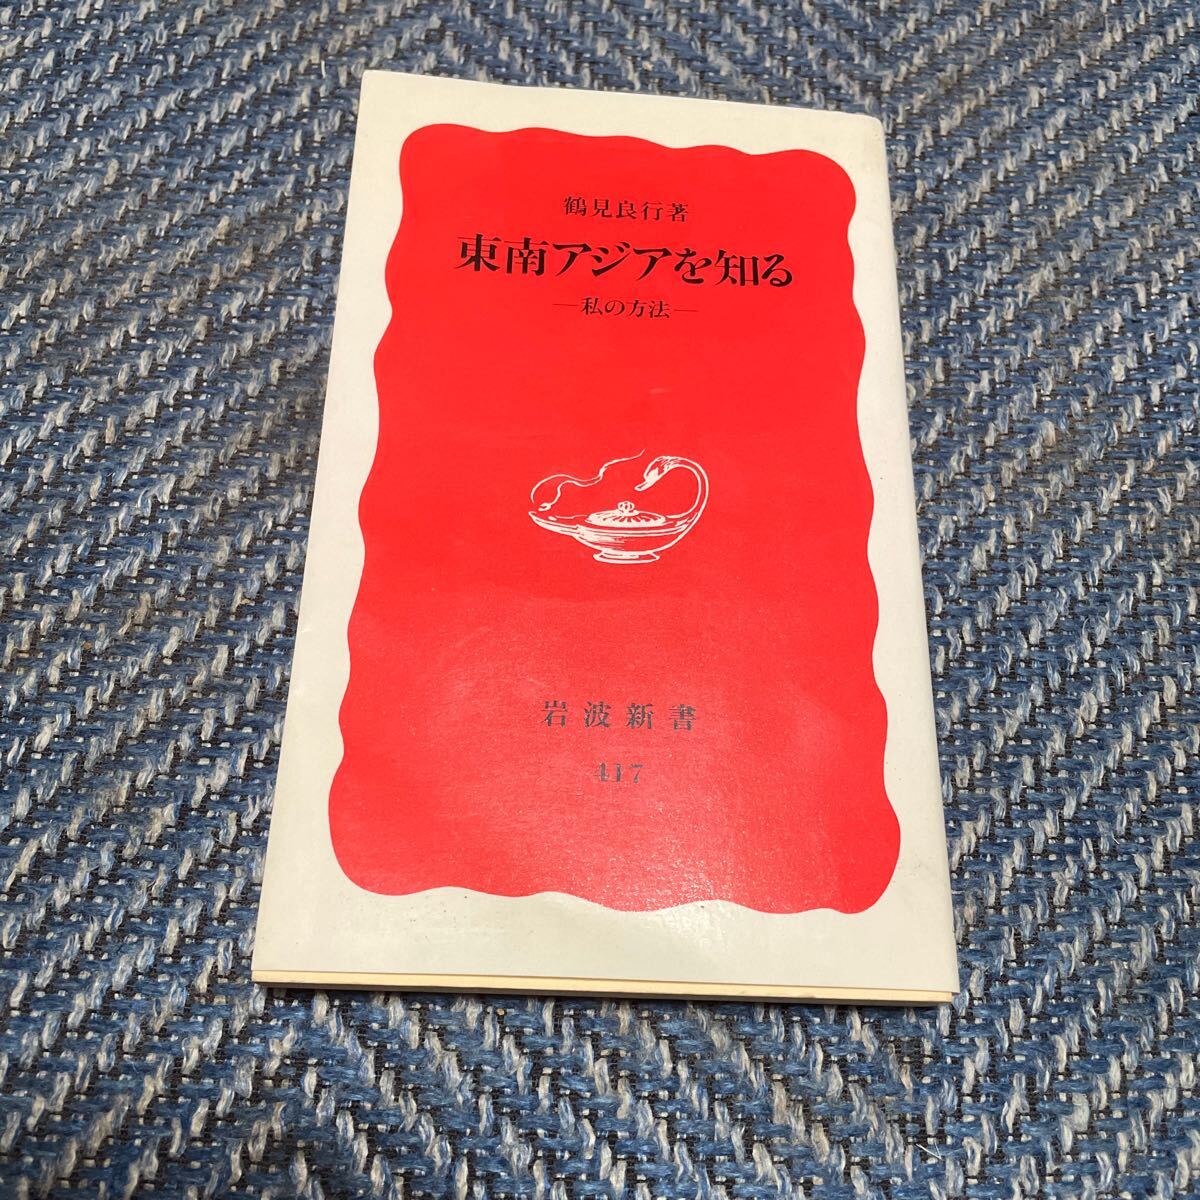 鶴見良行著
東南アジアを知る
―私の方法―
岩波新書
417